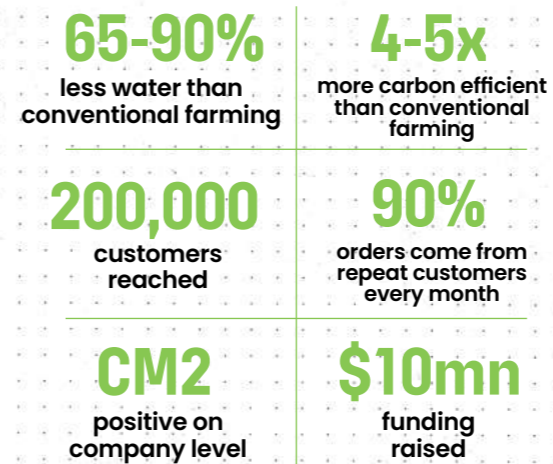 65-90%
less water than
conventional farming
4-5x
more carbon efficient
than conventional
farming
200,000
customers
reached
90%
orders come from
repeat customers
every month
CM2
positive on
company level
$10mn
funding
raised